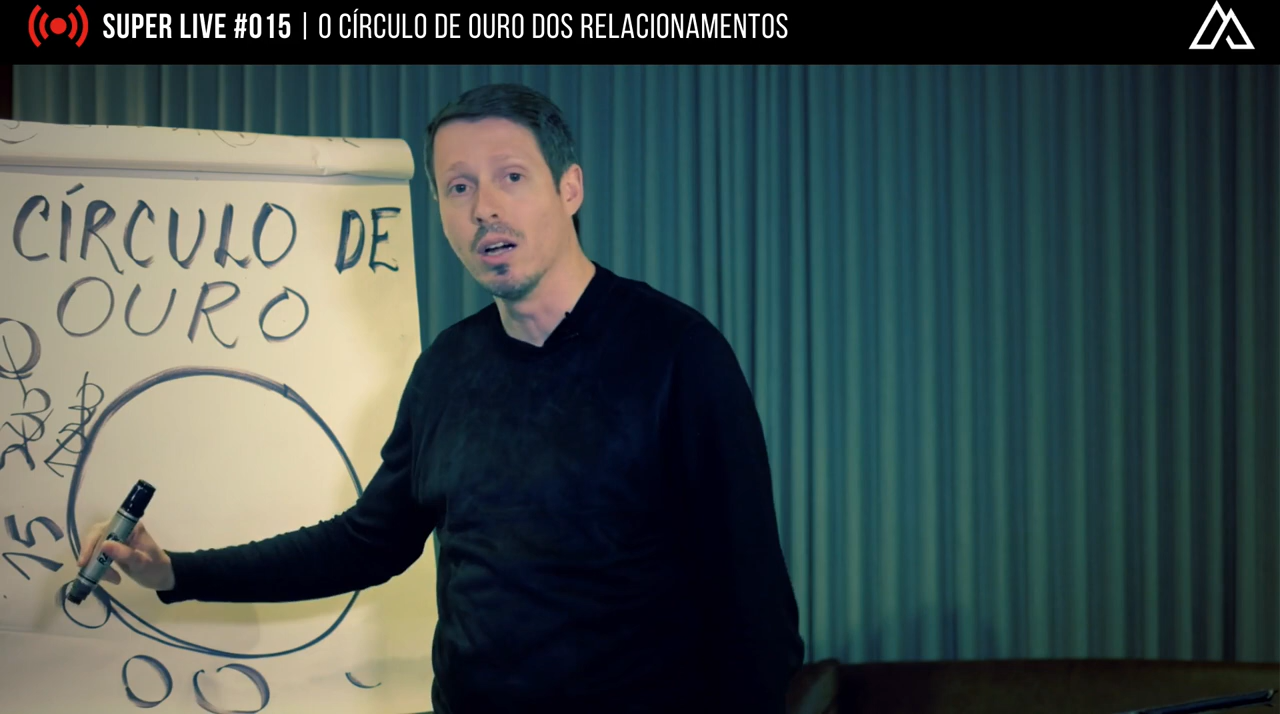 SUPER LIVE #015 | O CÍRCULO DE OURO DOS RELACIONAMENTOS
CÍRCULO DE
OURO
15